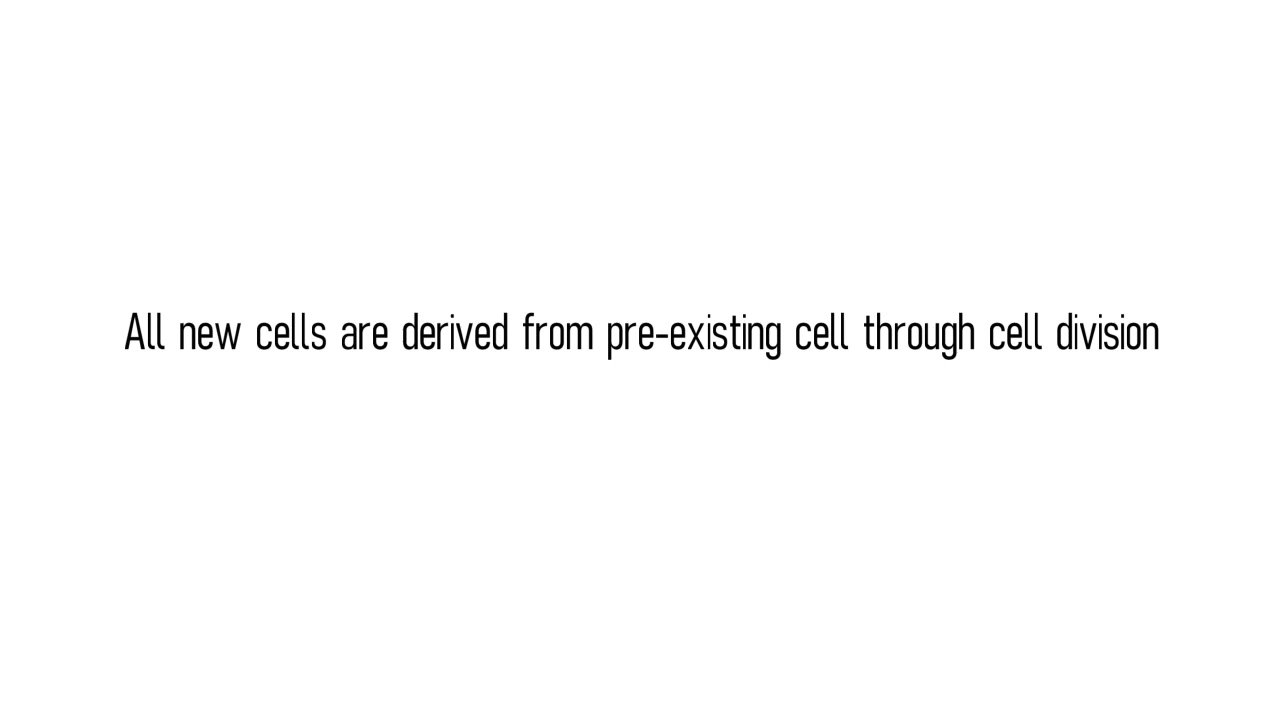 All new cells are derived from pre-existing cell through cell division